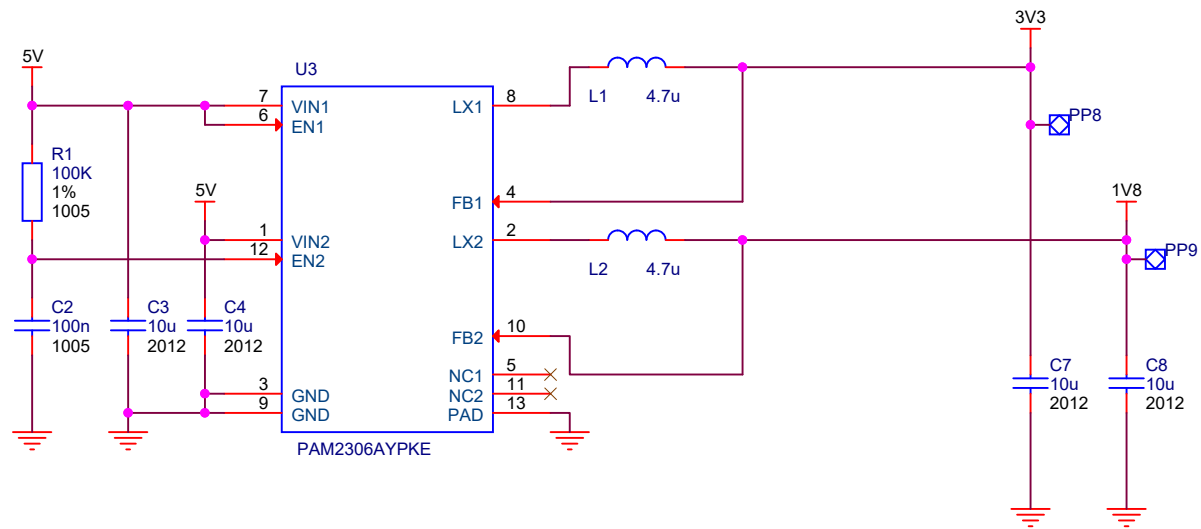 3V3
5V
U3
7
VIN1
LX1
8
6
EN1
L1
4.7u
PP8
R1
100K
1%
1005
5V
FB1
4
1V8
1
VIN2
LX2
2
12
EN2
L2
4.7u
PP9
C2
100n
1005
C3
10u
2012
C4
10u
2012
FB2
10
NC1
5
NC2
11
3
GND
PAD
13
9
GND
C7
10u
2012
C8
10u
2012
PAM2306AYPKE